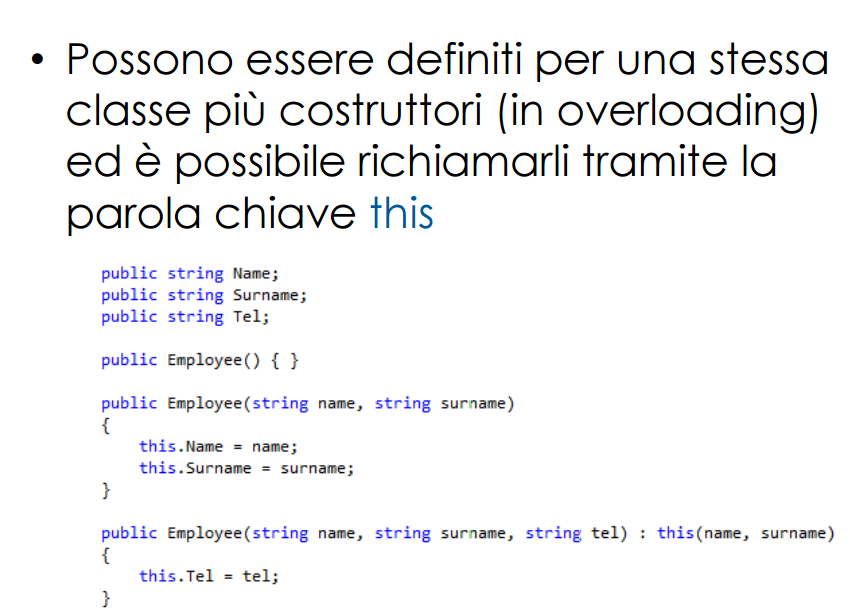 • Possono essere definiti per una stessa
classe più costruttori (in overloading)
ed è possibile richiamarli tramite la
parola chiave this
public string Name;
public string Surname;
public string Tel;
public Employee() { }
public Employee(string name, string surname)
{
this.Name = name;
this.Surname = surname;
}
public Employee(string name, string surname, string tel) : this(name, surname)
{
this.Tel = tel;
}